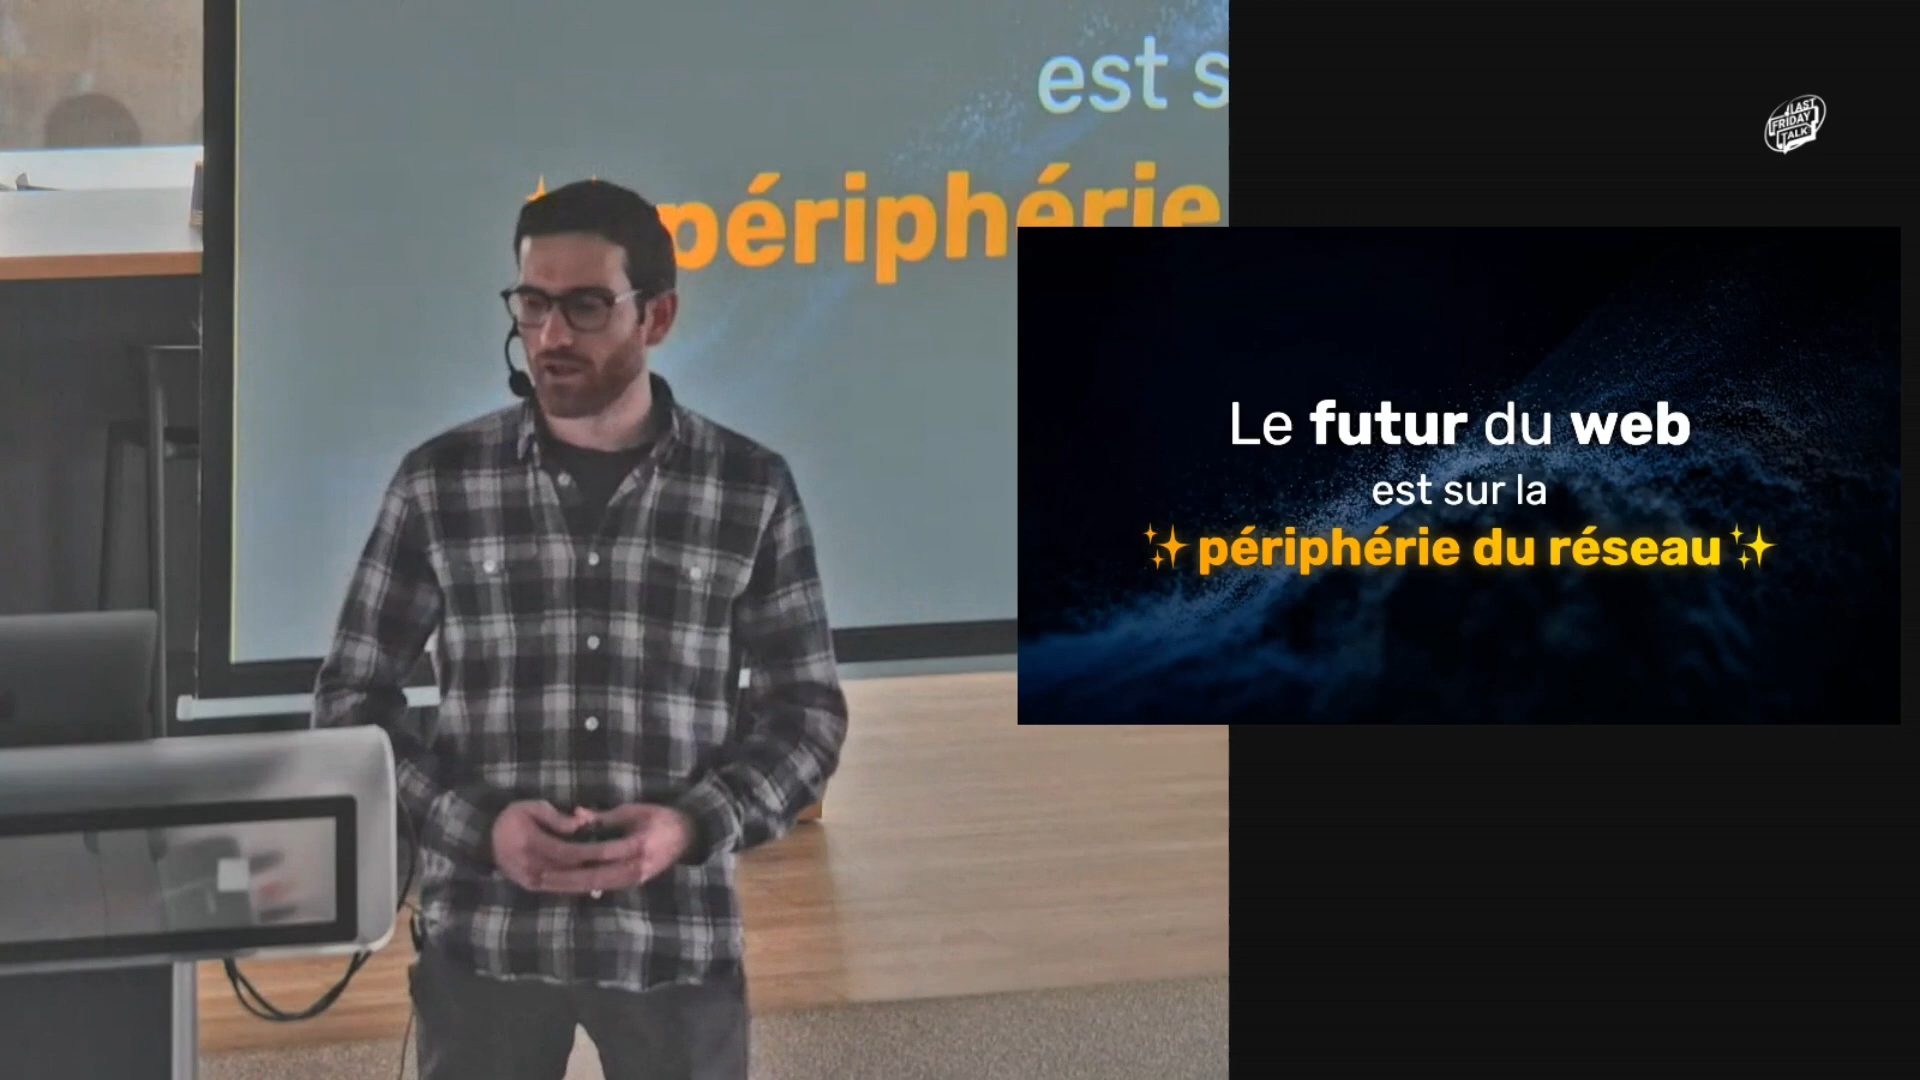 est s
périphérie
LAST
FRIDAY
TALK
Le futur du web
est sur la
✨périphérie du réseau✨